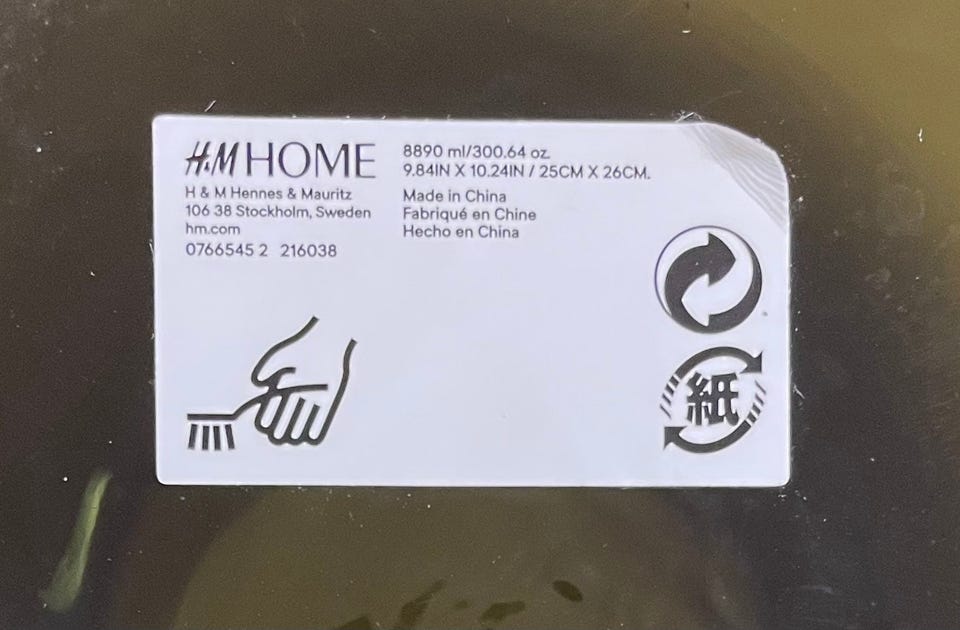 H&M HOME
H & M Hennes & Mauritz
106 38 Stockholm, Sweden
hm.com
0766545 2 216038
8890 ml/300.64 oz.
9.84IN X 10.24IN / 25CM X 26CM.
Made in China
Fabriqué en Chine
Hecho en China
紙